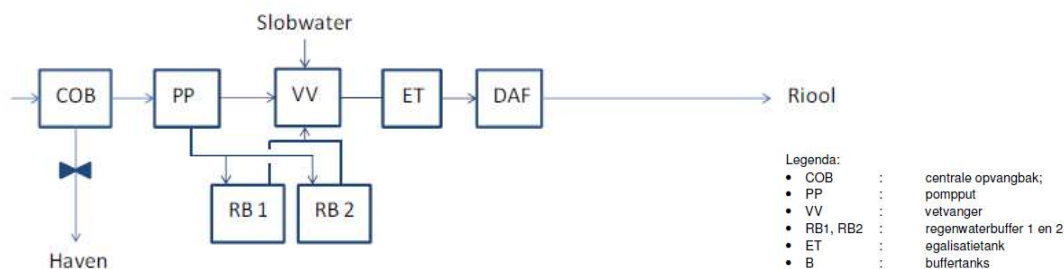 Slobwater
COB
PP
VV
ET
DAF
Riool
RB 1
RB 2
Haven
Legenda:
• COB : centrale opvangbak;
• PP : pompput
• VV : vetvanger
• RB1, RB2 : regenwaterbuffer 1 en 2
• ET : egalisatietank
• B : buffertanks